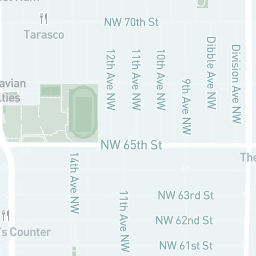 NW 70th St
Tarasco
12th Ave NW
11th Ave NW
10th Ave NW
9th Ave NW
Dibble Ave NW
Division Ave NW
avian
lties
NW 65th St
The
14th Ave NW
11th Ave NW
NW 63rd St
NW 62nd St
's Counter
NW 61st St